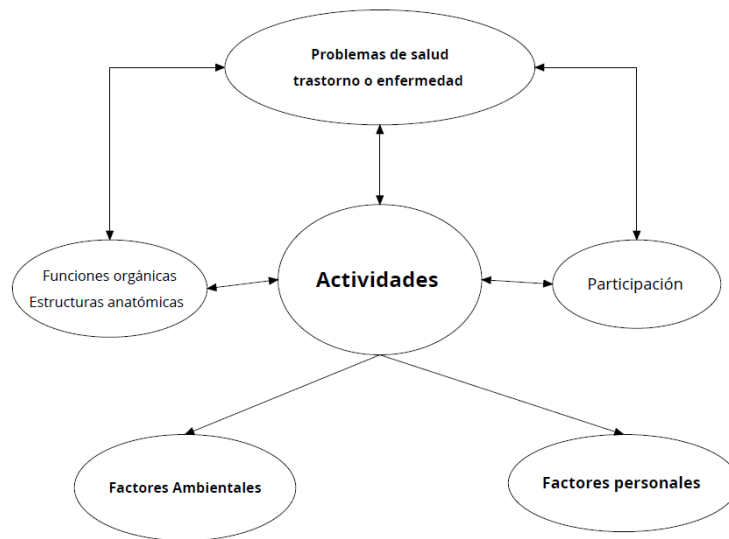 Problemas de salud
trastorno o enfermedad
Funciones orgánicas
Estructuras anatómicas
Actividades
Participación
Factores Ambientales
Factores personales